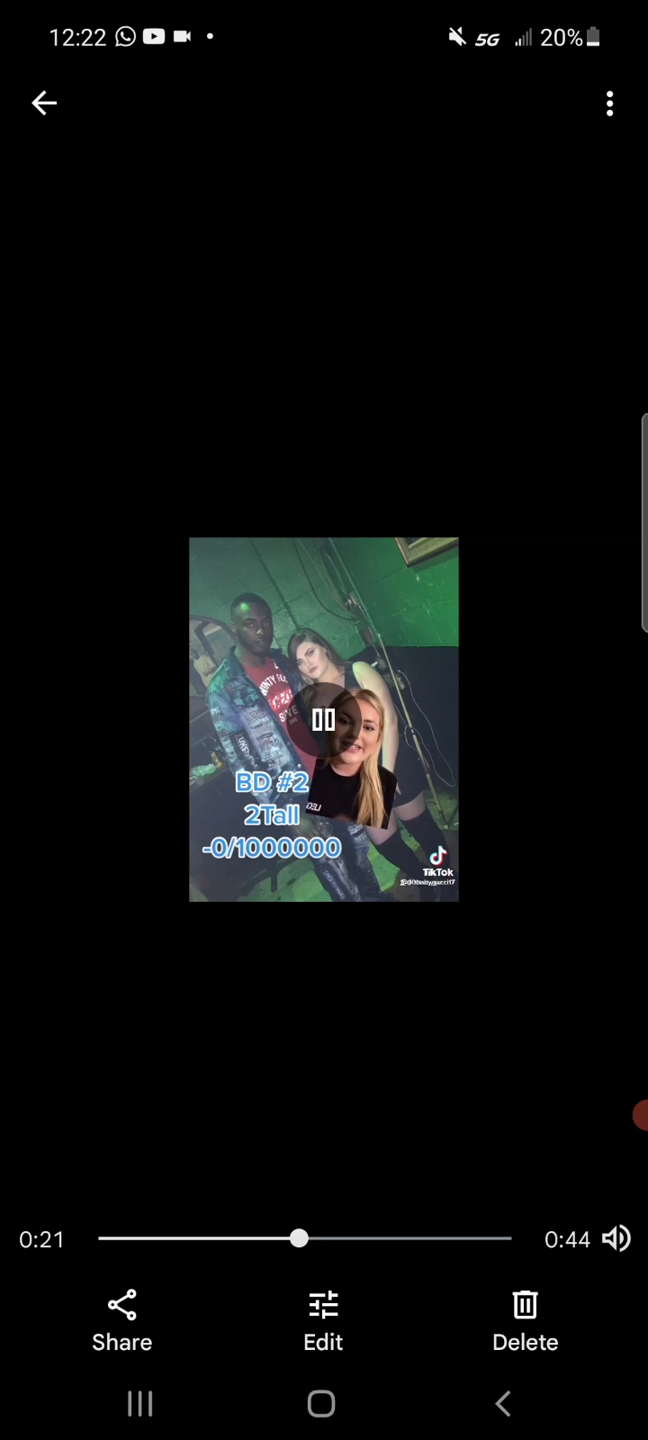 12:22
5G
20%
BD #2
2Tall
-0/1000000
TikTok
0:21
0:44
Share
Edit
Delete